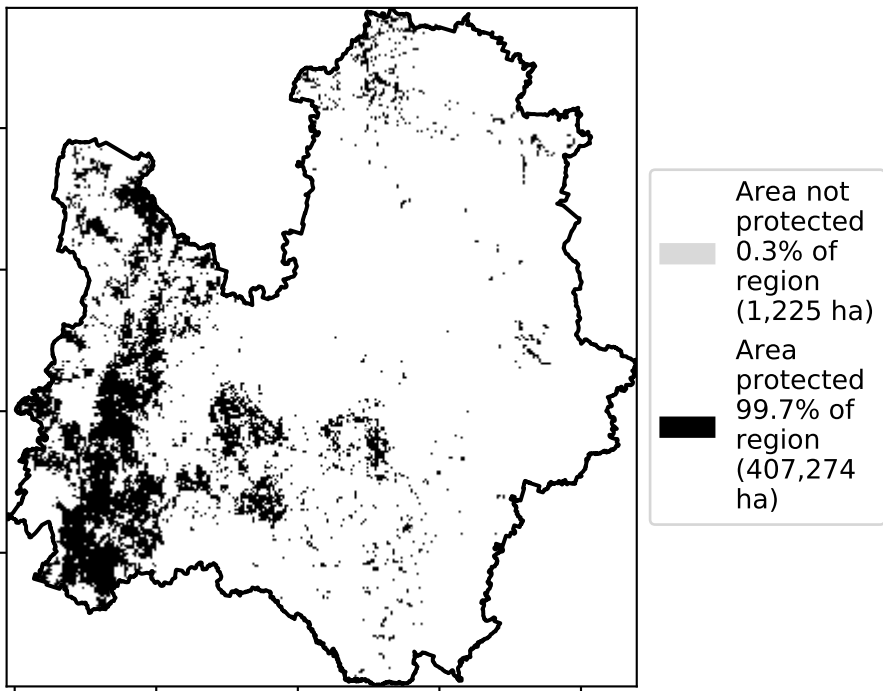 Area not
protected
0.3% of
region
(1,225 ha)
Area
protected
99.7% of
region
(407,274
ha)